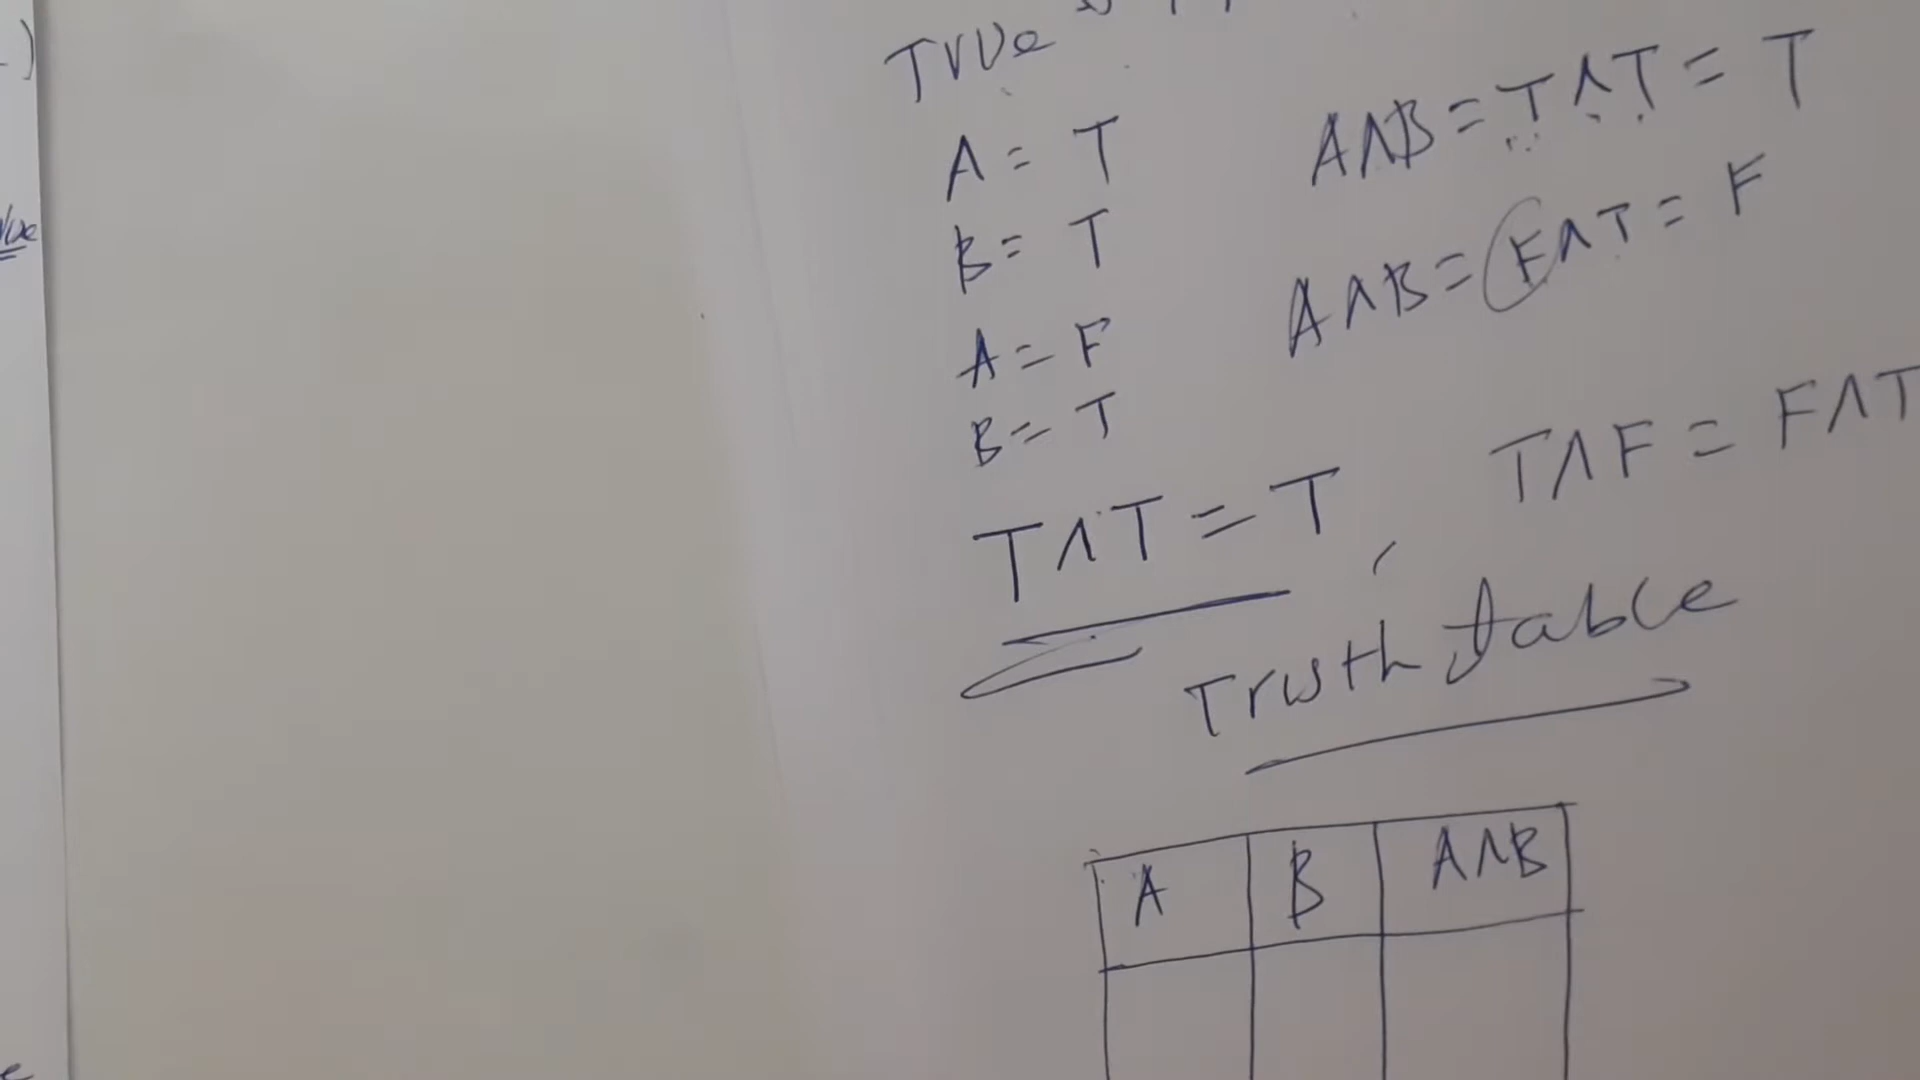 True
A = T
A∧B = T∧T = T
B = T
A∧B = F∧T = F
A = F
B = T
T∧F = F∧T
T∧T = T
Truth table
A B A∧B